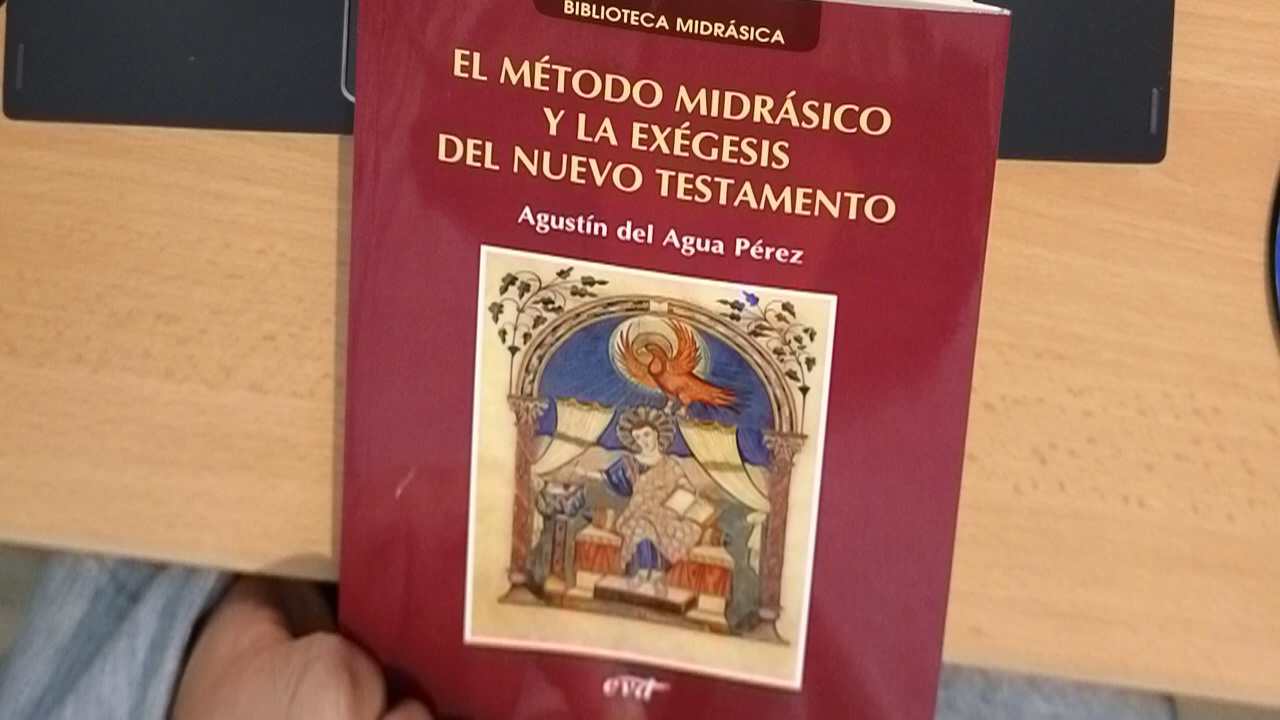 BIBLIOTECA MIDRÁSICA
EL MÉTODO MIDRÁSICO
Y LA EXÉGESIS
DEL NUEVO TESTAMENTO
Agustín del Agua Pérez
evd